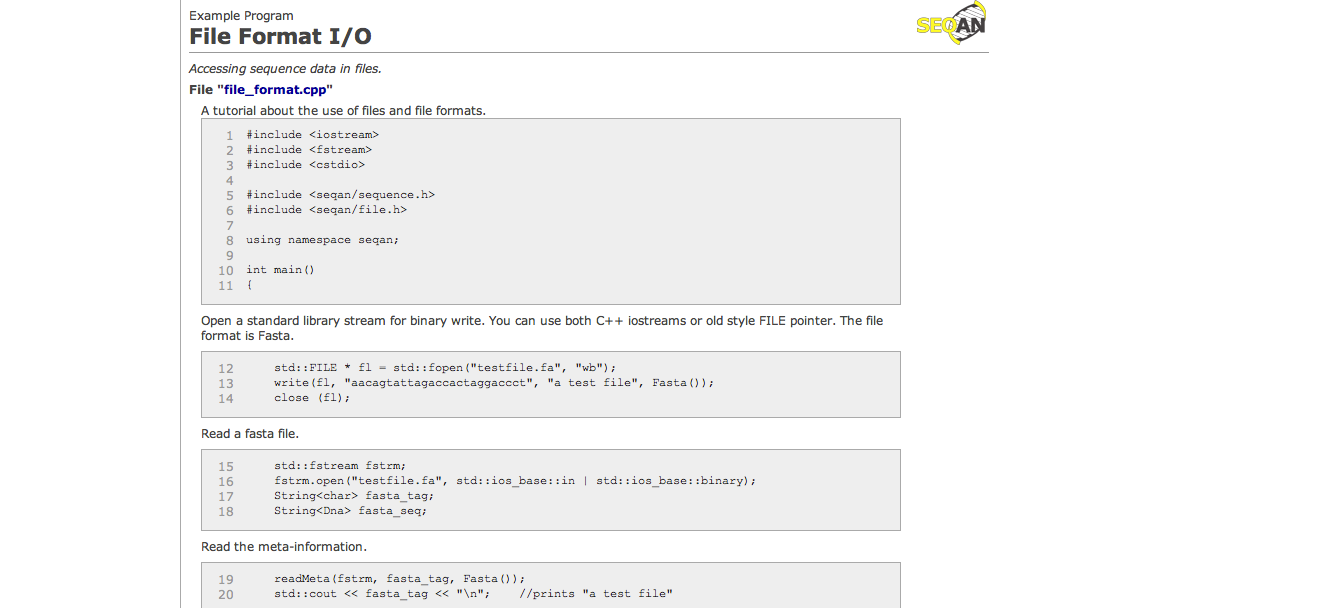 Example Program
File Format I/O
SEQAN
Accessing sequence data in files.
File "file_format.cpp"
A tutorial about the use of files and file formats.
1 #include <iostream>
2 #include <fstream>
3 #include <cstdio>
4
5 #include <seqan/sequence.h>
6 #include <seqan/file.h>
7
8 using namespace seqan;
9
10 int main()
11 {
Open a standard library stream for binary write. You can use both C++ iostreams or old style FILE pointer. The file
format is Fasta.
12 std::FILE * fl = std::fopen("testfile.fa", "wb");
13 write(fl, "aacagtattagaccactaggaccct", "a test file", Fasta());
14 close (fl);
Read a fasta file.
15 std::fstream fstrm;
16 fstrm.open("testfile.fa", std::ios_base::in | std::ios_base::binary);
17 String<char> fasta_tag;
18 String<Dna> fasta_seq;
Read the meta-information.
19 readMeta(fstrm, fasta_tag, Fasta());
20 std::cout << fasta_tag << "\n"; //prints "a test file"